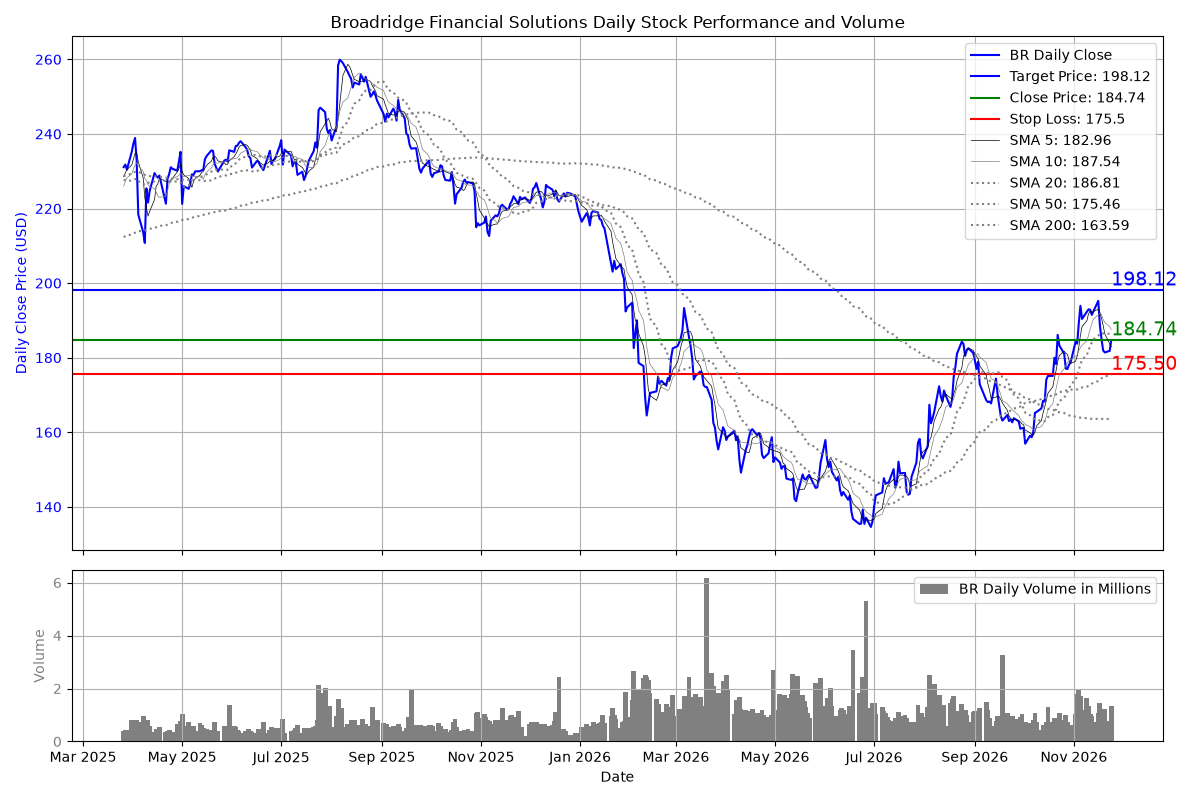 Broadridge Financial Solutions Daily Stock Performance and Volume
Daily Close Price (USD)
260
240
220
200
180
160
140
BR Daily Close
Target Price: 198.12
Close Price: 184.74
Stop Loss: 175.5
SMA 5: 182.96
SMA 10: 187.54
SMA 20: 186.81
SMA 50: 175.46
SMA 200: 163.59
198.12
184.74
175.50
Volume
6
4
2
0
BR Daily Volume in Millions
Mar 2025 May 2025 Jul 2025 Sep 2025 Nov 2025 Jan 2026 Mar 2026 May 2026 Jul 2026 Sep 2026 Nov 2026
Date